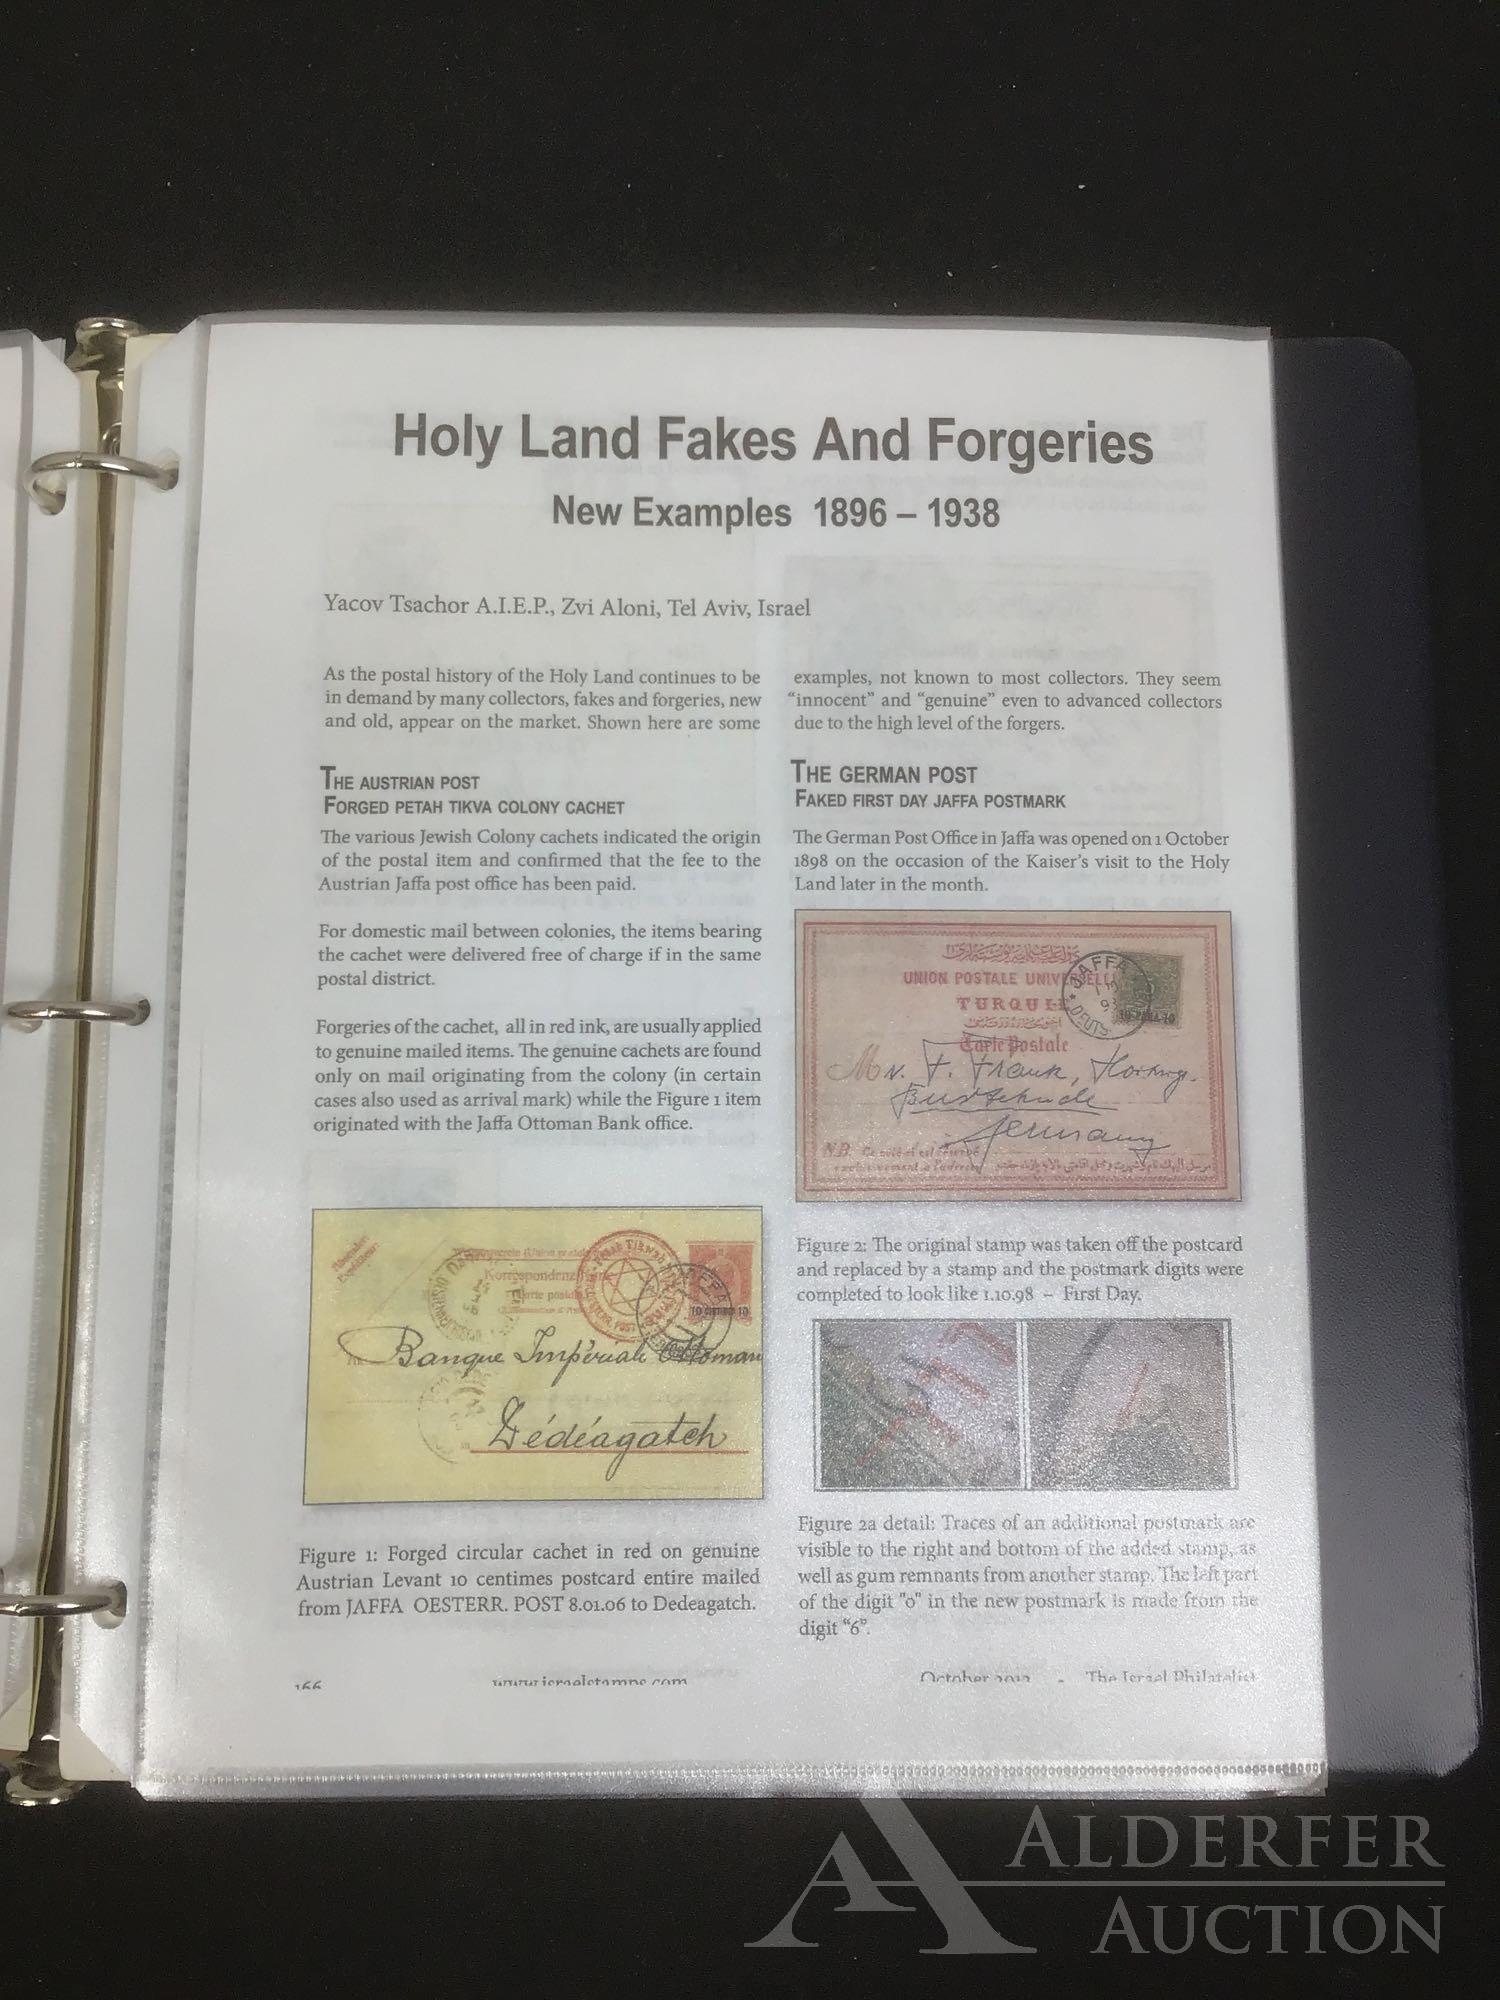 Holy Land Fakes And Forgeries
New Examples 1896 – 1938
Yacov Tsachor A.I.E.P., Zvi Aloni, Tel Aviv, Israel
As the postal history of the Holy Land continues to be
in demand by many collectors, fakes and forgeries, new
and old, appear on the market. Shown here are some
examples, not known to most collectors. They seem
“innocent” and “genuine” even to advanced collectors
due to the high level of the forgers.
THE AUSTRIAN POST
FORGED PETAH TIKVA COLONY CACHET
The various Jewish Colony cachets indicated the origin
of the postal item and confirmed that the fee to the
Austrian Jaffa post office has been paid.
For domestic mail between colonies, the items bearing
the cachet were delivered free of charge if in the same
postal district.
Forgeries of the cachet, all in red ink, are usually applied
to genuine mailed items. The genuine cachets are found
only on mail originating from the colony (in certain
cases also used as arrival mark) while the Figure 1 item
originated with the Jaffa Ottoman Bank office.
Korrespondenz
Banque Impériale Ottoman
Dédéagatch
Figure 1: Forged circular cachet in red on genuine
Austrian Levant 10 centimes postcard entire mailed
from JAFFA OESTERR. POST 8.01.06 to Dedeagatch.
THE GERMAN POST
FAKED FIRST DAY JAFFA POSTMARK
The German Post Office in Jaffa was opened on 1 October
1898 on the occasion of the Kaiser's visit to the Holy
Land later in the month.
UNION POSTALE UNIVERSELLE
JAFFA
TURQUIE
Carte Postale
Mr. F. Frank,
Buxtehude
Germany
N.B. Ce côté est réservé
exclusivement à l'adresse
Figure 2: The original stamp was taken off the postcard
and replaced by a stamp and the postmark digits were
completed to look like 1.10.98 – First Day.
Figure 2a detail: Traces of an additional postmark are
visible to the right and bottom of the added stamp, as
well as gum remnants from another stamp. The left part
of the digit "0" in the new postmark is made from the
digit “6”.
166 www.israelstamps.com October 2012 - The Israel Philatelist
ALDERFER
AUCTION